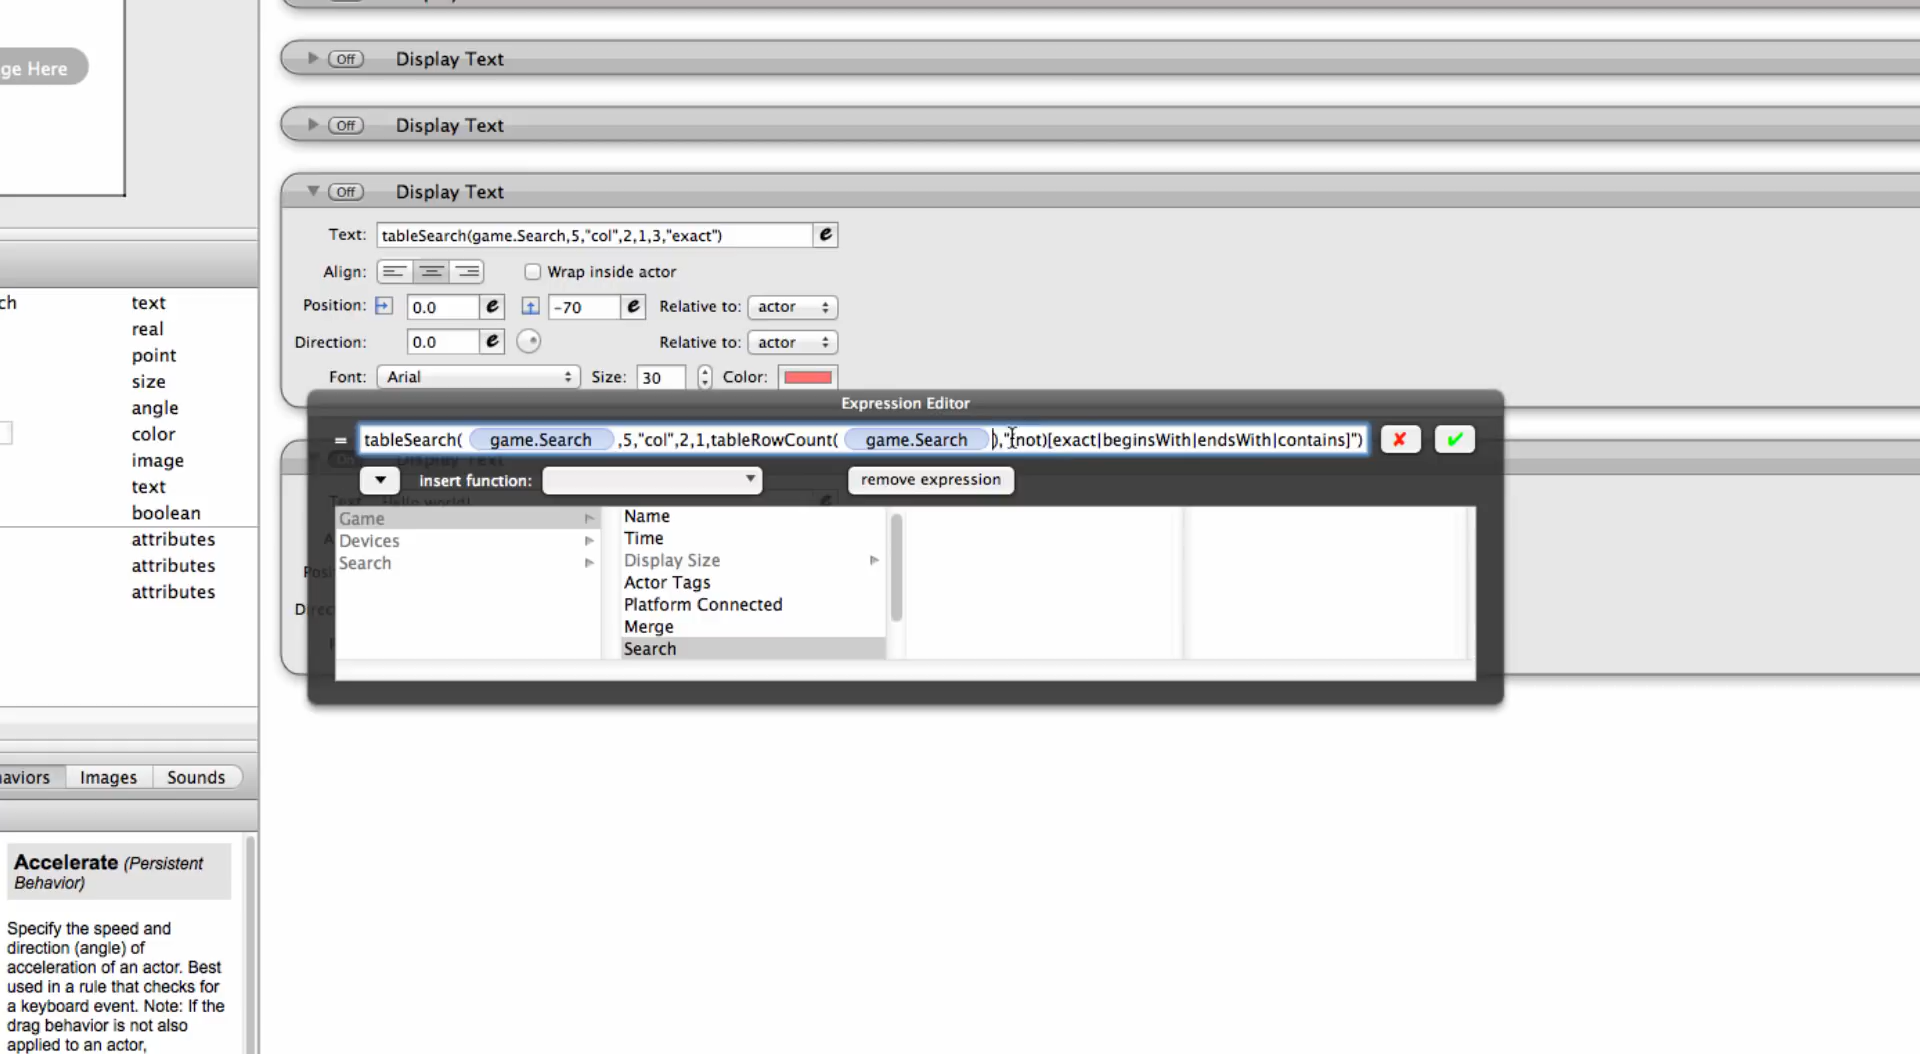 ge Here
Off Display Text
Off Display Text
Off Display Text
Text: tableSearch(game.Search,5,"col",2,1,3,"exact") e
Align: Wrap inside actor
Position: 0.0 e -70 e Relative to: actor
Direction: 0.0 e Relative to: actor
Font: Arial Size: 30 Color:
Expression Editor
= tableSearch( game.Search ,5,"col",2,1,tableRowCount( game.Search ),"(not)[exact|beginsWith|endsWith|contains]")
insert function: remove expression
Game
Devices
Search
Name
Time
Display Size
Actor Tags
Platform Connected
Merge
Search
ch text
real
point
size
angle
color
image
text
boolean
attributes
attributes
attributes
haviors Images Sounds
Accelerate (Persistent
Behavior)
Specify the speed and
direction (angle) of
acceleration of an actor. Best
used in a rule that checks for
a keyboard event. Note: If the
drag behavior is not also
applied to an actor,